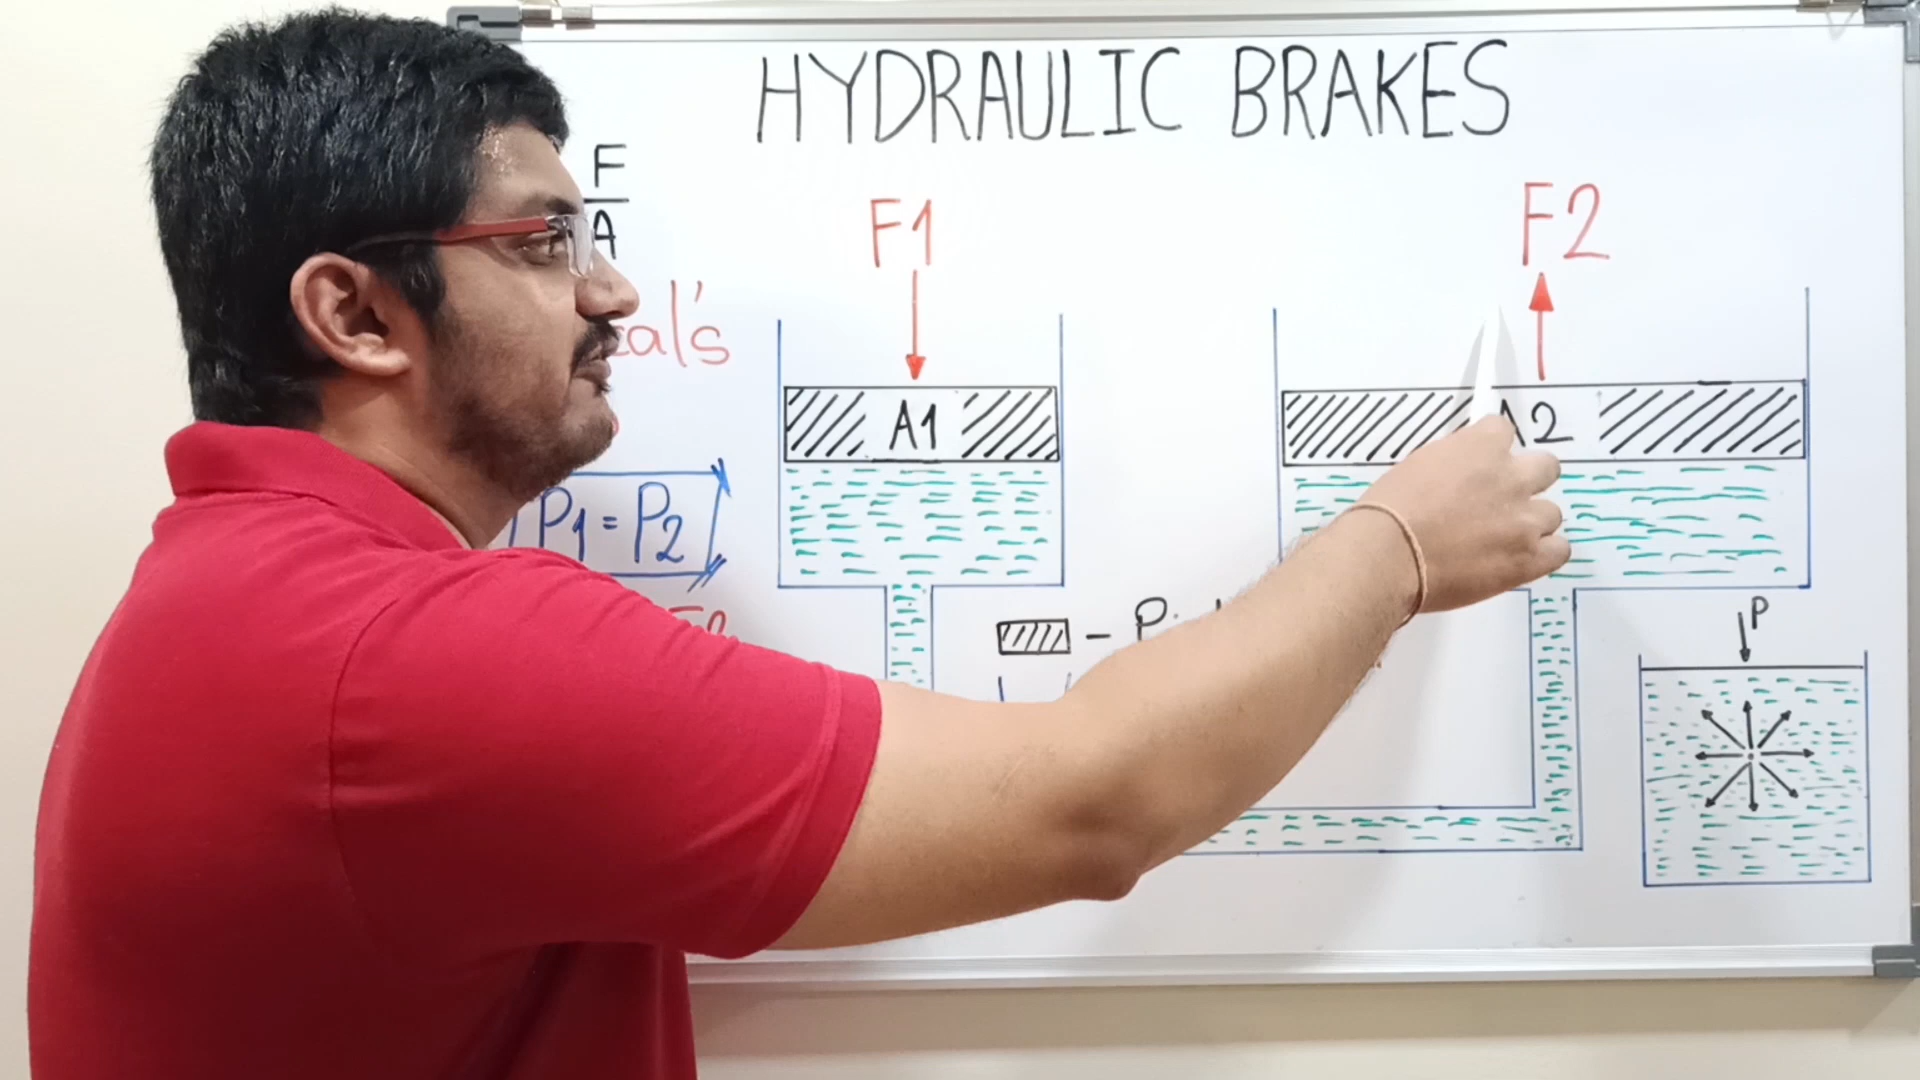 HYDRAULIC BRAKES
F
A
F1
F2
A1
A2
P1 = P2
P